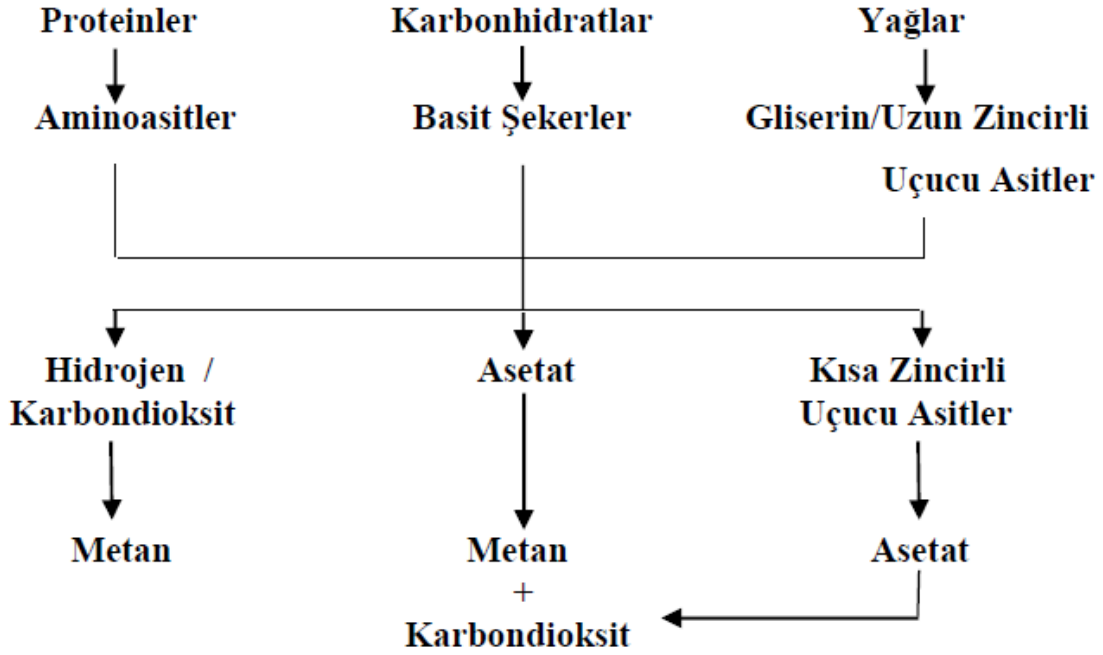 Proteinler
Karbonhidratlar
Yağlar
Aminoasitler
Basit Şekerler
Gliserin/Uzun Zincirli
Uçucu Asitler
Hidrojen /
Karbondioksit
Asetat
Kısa Zincirli
Uçucu Asitler
Metan
Metan
+
Karbondioksit
Asetat